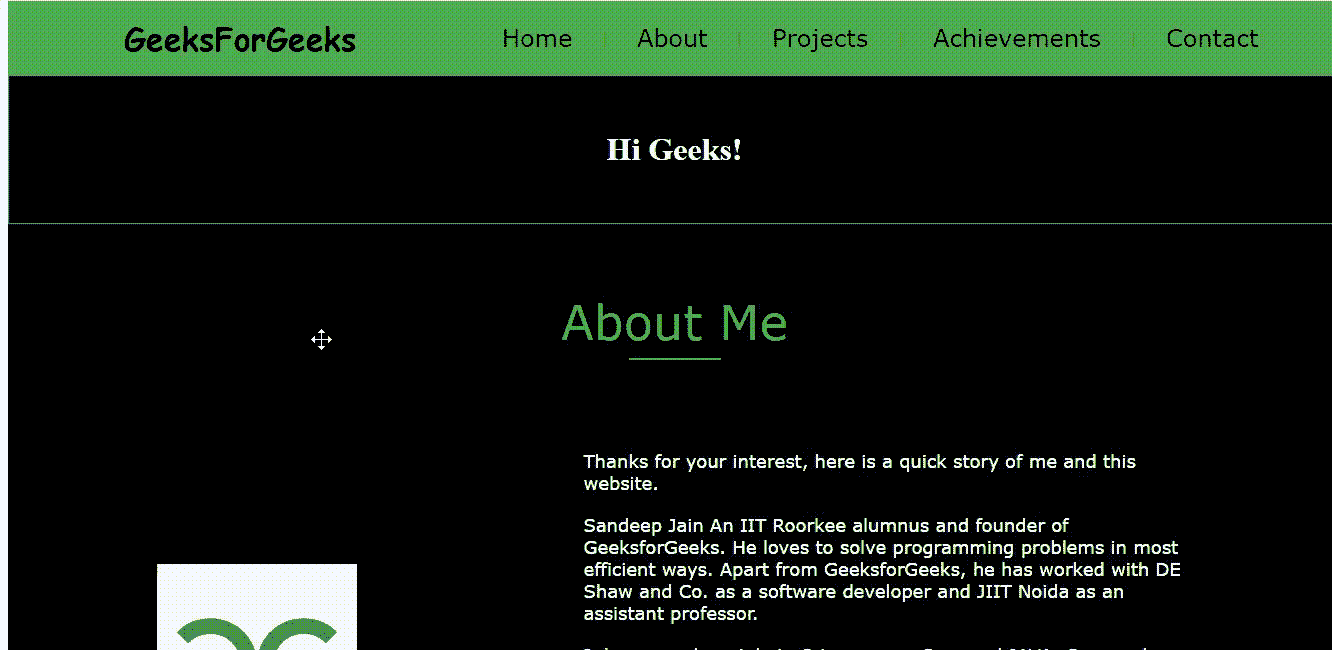 GeeksForGeeks
Home | About | Projects Achievements | Contact
Hi Geeks!
About Me
Thanks for your interest, here is a quick story of me and this
website.
Sandeep Jain An IIT Roorkee alumnus and founder of
GeeksforGeeks. He loves to solve programming problems in most
efficient ways. Apart from GeeksforGeeks, he has worked with DE
Shaw and Co. as a software developer and JIIT Noida as an
assistant professor.